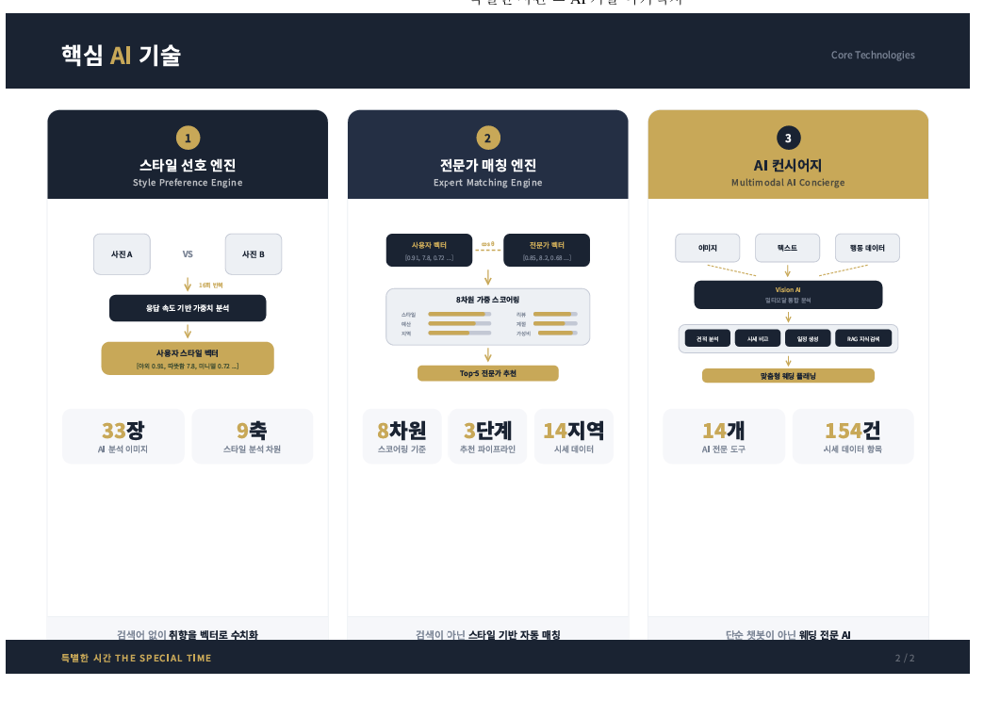 핵심 AI 기술
Core Technologies
1
스타일 선호 엔진
Style Preference Engine
사진 A
VS
사진 B
16회 반복
응답 속도 기반 가중치 분석
사용자 스타일 벡터
[야외 0.91, 따뜻함 7.8, 미니멀 0.72 ...]
33장
AI 분석 이미지
9축
스타일 분석 차원
검색어 없이 취향을 벡터로 수치화
2
전문가 매칭 엔진
Expert Matching Engine
사용자 벡터
[0.91, 7.8, 0.72 ...]
cos θ
전문가 벡터
[0.85, 8.2, 0.68 ...]
8차원 가중 스코어링
스타일
리뷰
예산
지역
가성비
Top-5 전문가 추천
8차원
스코어링 기준
3단계
추천 파이프라인
14지역
시세 데이터
검색이 아닌 스타일 기반 자동 매칭
3
AI 컨시어지
Multimodal AI Concierge
이미지
텍스트
행동 데이터
Vision AI
멀티모달 통합 분석
견적 분석
시세 비교
일정 생성
RAG 지식검색
맞춤형 웨딩 플래닝
14개
AI 전문 도구
154건
시세 데이터 항목
단순 챗봇이 아닌 웨딩 전문 AI
특별한 시간 THE SPECIAL TIME
2 / 2